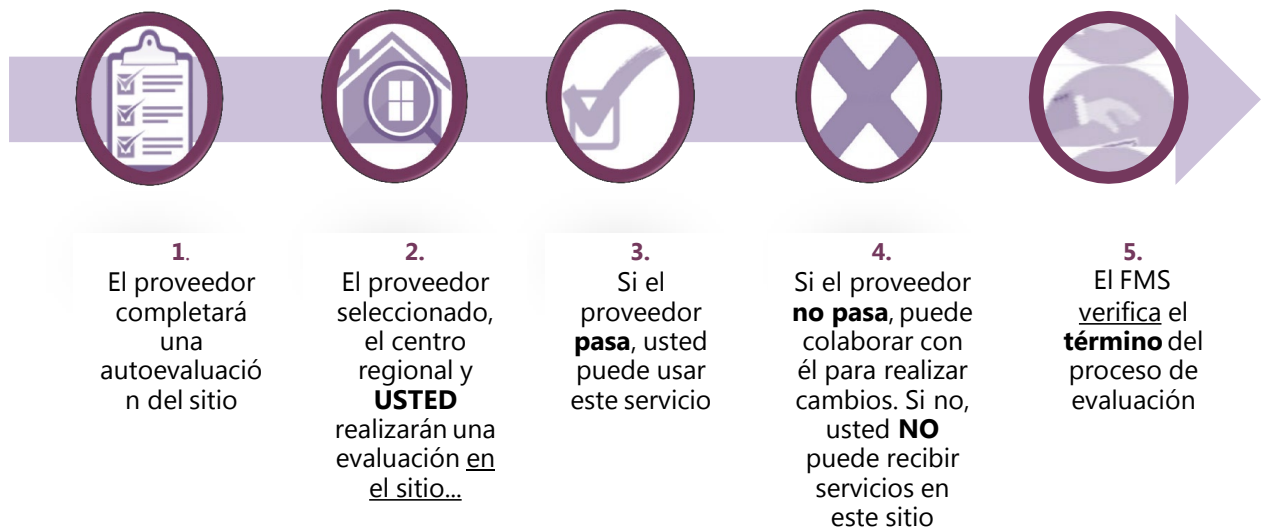 1.
El proveedor
completará
una
autoevaluació
n del sitio
2.
El proveedor
seleccionado,
el centro
regional y
USTED
realizarán una
evaluación en
el sitio...
3.
Si el
proveedor
pasa, usted
puede usar
este servicio
4.
Si el proveedor
no pasa, puede
colaborar con
él para realizar
cambios. Si no,
usted NO
puede recibir
servicios en
este sitio
5.
El FMS
verifica el
término del
proceso de
evaluación